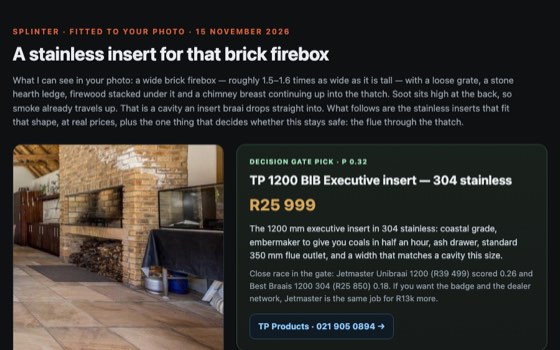 SPLINTER · FITTED TO YOUR PHOTO · 15 NOVEMBER 2026
A stainless insert for that brick firebox
What I can see in your photo: a wide brick firebox — roughly 1.5–1.6 times as wide as it is tall — with a loose grate, a stone
hearth ledge, firewood stacked under it and a chimney breast continuing up into the thatch. Soot sits high at the back, so
smoke already travels up. That is a cavity an insert braai drops straight into. What follows are the stainless inserts that fit
that shape, at real prices, plus the one thing that decides whether this stays safe: the flue through the thatch.
DECISION GATE PICK · P 0.32
TP 1200 BIB Executive insert — 304 stainless
R25 999
The 1200 mm executive insert in 304 stainless: coastal grade,
embermaker to give you coals in half an hour, ash drawer, standard
350 mm flue outlet, and a width that matches a cavity this size.
Close race in the gate: Jetmaster Unibraai 1200 (R39 499) scored 0.26 and
Best Braais 1200 304 (R25 850) 0.18. If you want the badge and the dealer
network, Jetmaster is the same job for R13k more.
TP Products · 021 905 0894 →